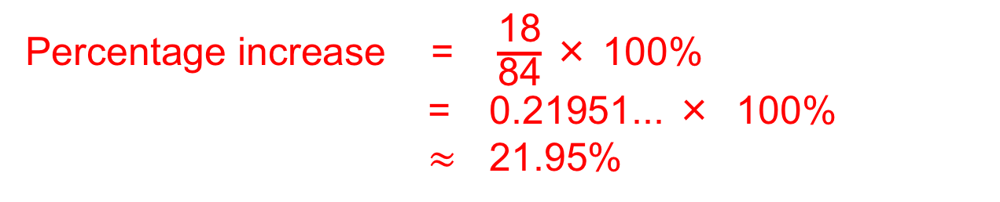 Percentage increase = 18/84 × 100%
= 0.21951... × 100%
≈ 21.95%